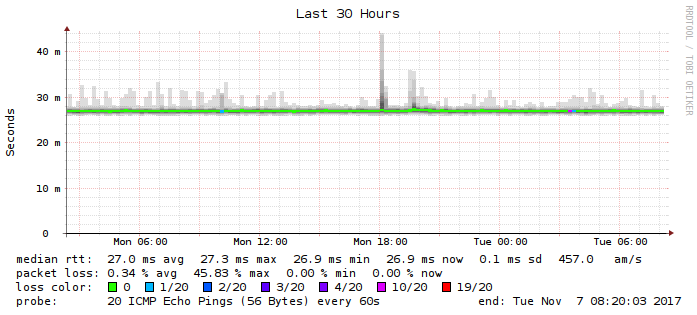 Last 30 Hours
RRDTOOL / TOBI OETIKER
Seconds
40 m
30 m
20 m
10 m
0
Mon 06:00 Mon 12:00 Mon 18:00 Tue 00:00 Tue 06:00
median rtt: 27.0 ms avg 27.3 ms max 26.9 ms min 26.9 ms now 0.1 ms sd 457.0 am/s
packet loss: 0.34 % avg 45.83 % max 0.00 % min 0.00 % now
loss color: 0 1/20 2/20 3/20 4/20 10/20 19/20
probe: 20 ICMP Echo Pings (56 Bytes) every 60s end: Tue Nov 7 08:20:03 2017